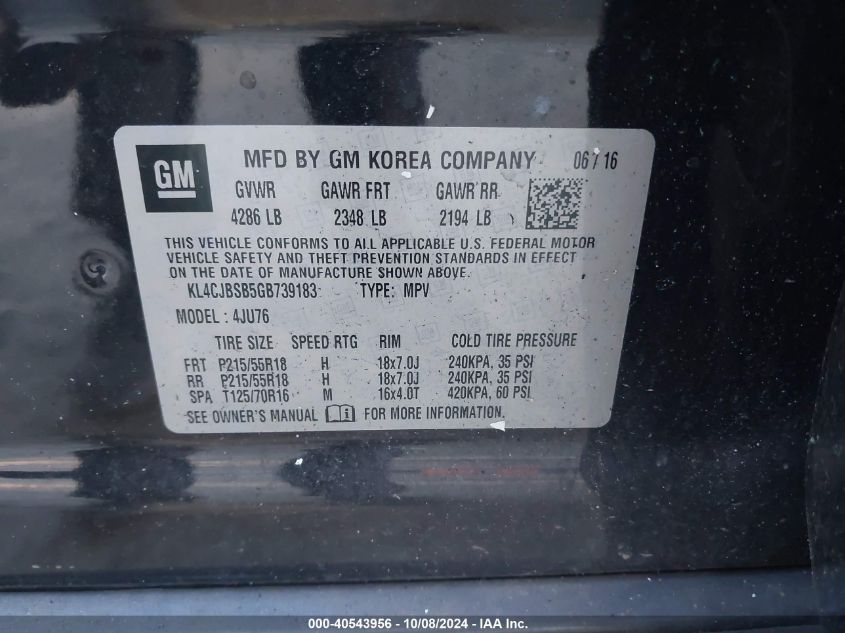 GM
MFD BY GM KOREA COMPANY 06/16
GVWR GAWR FRT GAWR RR
4286 LB 2348 LB 2194 LB
THIS VEHICLE CONFORMS TO ALL APPLICABLE U.S. FEDERAL MOTOR
VEHICLE SAFETY AND THEFT PREVENTION STANDARDS IN EFFECT
ON THE DATE OF MANUFACTURE SHOWN ABOVE.
KL4CJBSB5GB739183 TYPE: MPV
MODEL : 4JU76
TIRE SIZE SPEED RTG RIM COLD TIRE PRESSURE
FRT P215/55R18 H 18x7.0J 240KPA, 35 PSI
RR P215/55R18 H 18x7.0J 240KPA, 35 PSI
SPA T125/70R16 M 16x4.0T 420KPA, 60 PSI
SEE OWNER'S MANUAL FOR MORE INFORMATION.
000-40543956 - 10/08/2024 - IAA Inc.